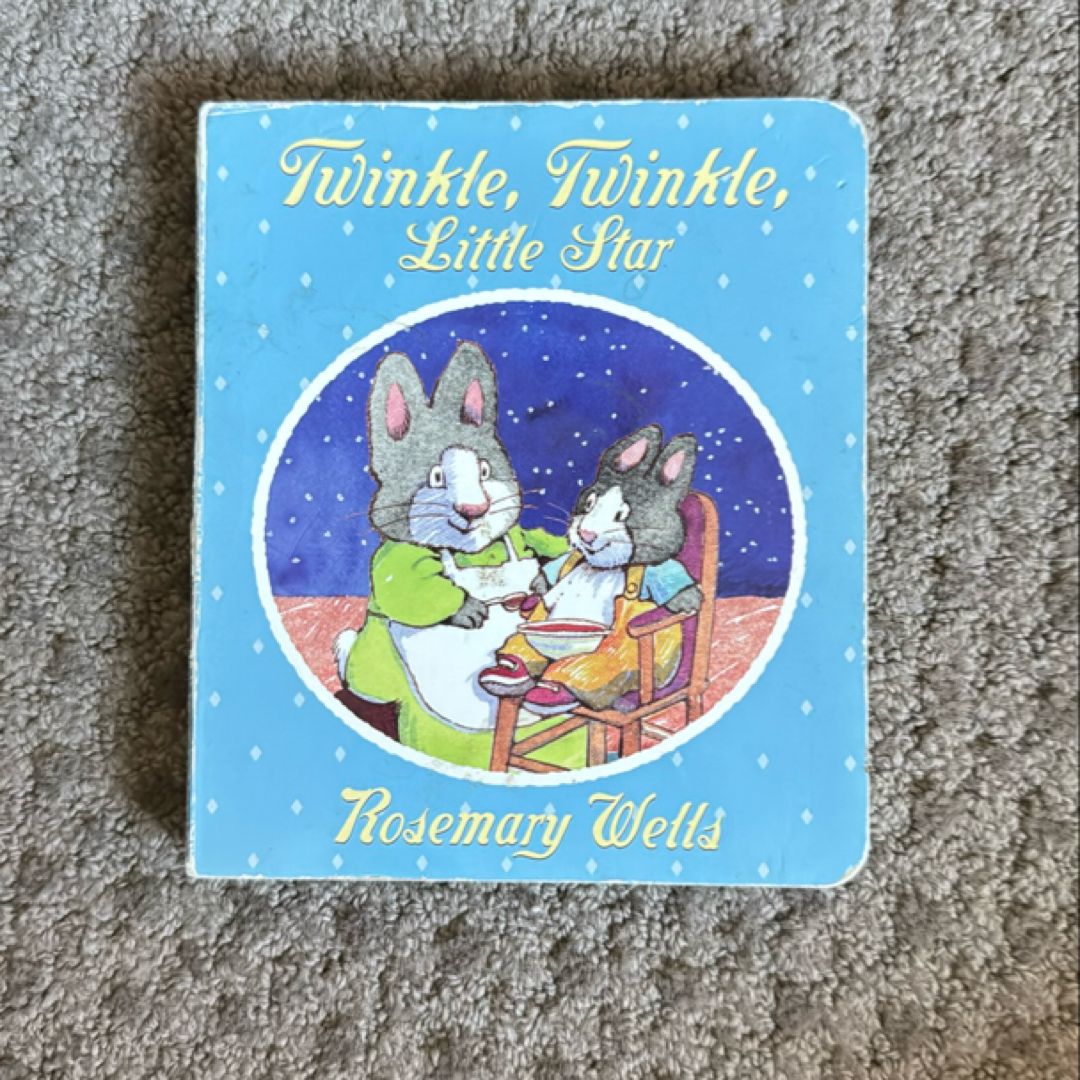 Twinkle, Twinkle,
Little Star
Rosemary Wells